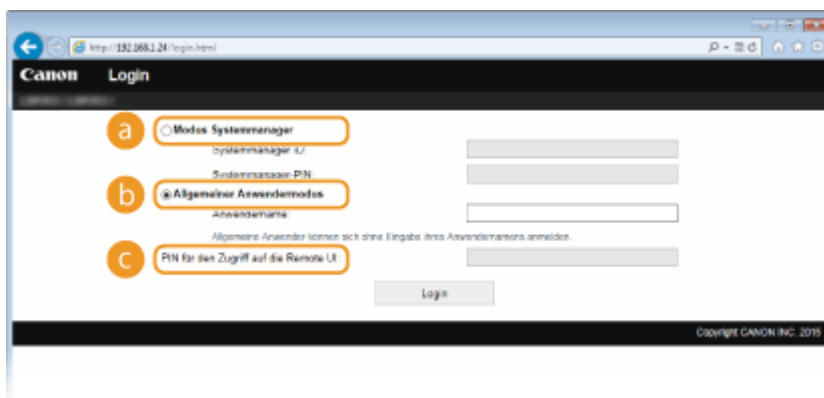 http://192.168.1.24/login.html
Canon Login
a Modus Systemmanager
Systemmanager ID:
Systemmanager-PIN:
b Allgemeiner Anwendermodus
Anwendername:
Allgemeine Anwender können sich ohne Eingabe ihres Anwendernamens anmelden.
c PIN für den Zugriff auf die Remote UI:
Login
Copyright CANON INC. 2015